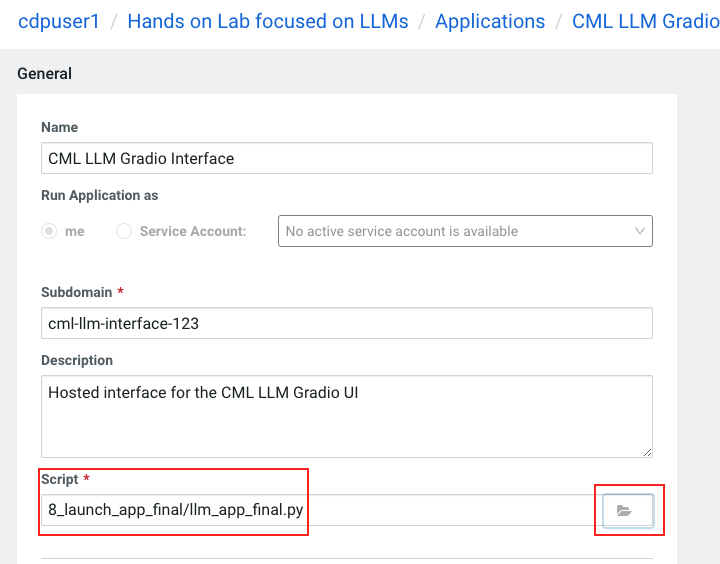 cdpuser1 / Hands on Lab focused on LLMs / Applications / CML LLM Gradio
General
Name
CML LLM Gradio Interface
Run Application as
me Service Account: No active service account is available
Subdomain *
cml-llm-interface-123
Description
Hosted interface for the CML LLM Gradio UI
Script *
8_launch_app_final/llm_app_final.py